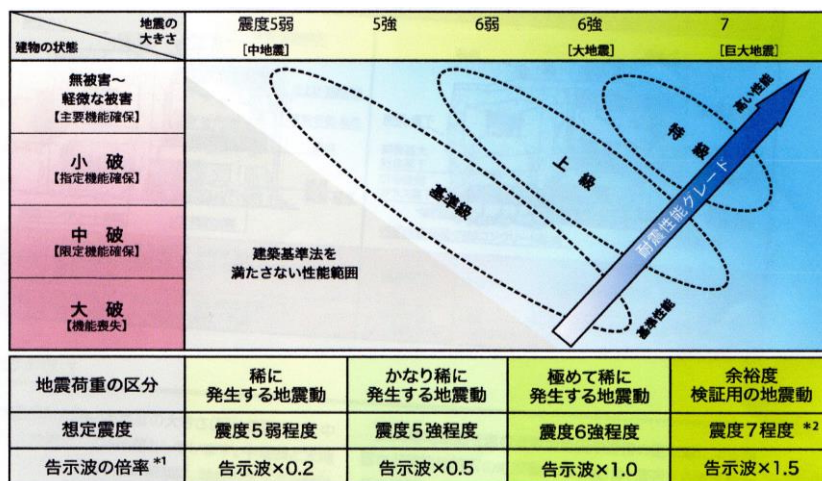 地震の
大きさ
建物の状態
震度5弱 5強 6弱 6強 7
[中地震] [大地震] [巨大地震]
無被害～
軽微な被害
【主要機能確保】
小 破
【指定機能確保】
中 破
【限定機能確保】
大 破
【機能喪失】
高い性能
特級
上級
基準級
耐震性能グレード
基準性能
建築基準法を
満たさない性能範囲
地震荷重の区分
稀に
発生する地震動
かなり稀に
発生する地震動
極めて稀に
発生する地震動
余裕度
検証用の地震動
想定震度 震度5弱程度 震度5強程度 震度6強程度 震度7程度 *2
告示波の倍率 *1 告示波×0.2 告示波×0.5 告示波×1.0 告示波×1.5